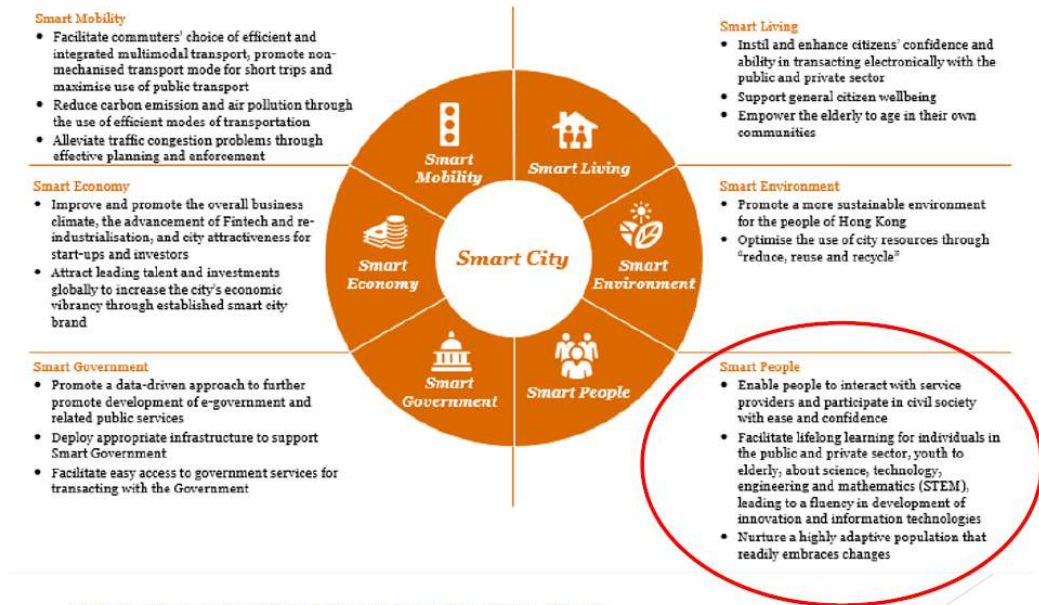 Smart Mobility
• Facilitate commuters' choice of efficient and
integrated multimodal transport, promote non-
mechanised transport mode for short trips and
maximise use of public transport
• Reduce carbon emission and air pollution through
the use of efficient modes of transportation
• Alleviate traffic congestion problems through
effective planning and enforcement
Smart Economy
• Improve and promote the overall business
climate, the advancement of Fintech and re-
industrialisation, and city attractiveness for
start-ups and investors
• Attract leading talent and investments
globally to increase the city's economic
vibrancy through established smart city
brand
Smart Government
• Promote a data-driven approach to further
promote development of e-government and
related public services
• Deploy appropriate infrastructure to support
Smart Government
• Facilitate easy access to government services for
transacting with the Government
Smart
Mobility
Smart Living
Smart
Economy
Smart City
Smart
Environment
Smart
Government
Smart People
Smart Living
• Instil and enhance citizens' confidence and
ability in transacting electronically with the
public and private sector
• Support general citizen wellbeing
• Empower the elderly to age in their own
communities
Smart Environment
• Promote a more sustainable environment
for the people of Hong Kong
• Optimise the use of city resources through
"reduce, reuse and recycle"
Smart People
• Enable people to interact with service
providers and participate in civil society
with ease and confidence
• Facilitate lifelong learning for individuals in
the public and private sector, youth to
elderly, about science, technology,
engineering and mathematics (STEM),
leading to a fluency in development of
innovation and information technologies
• Nurture a highly adaptive population that
readily embraces changes